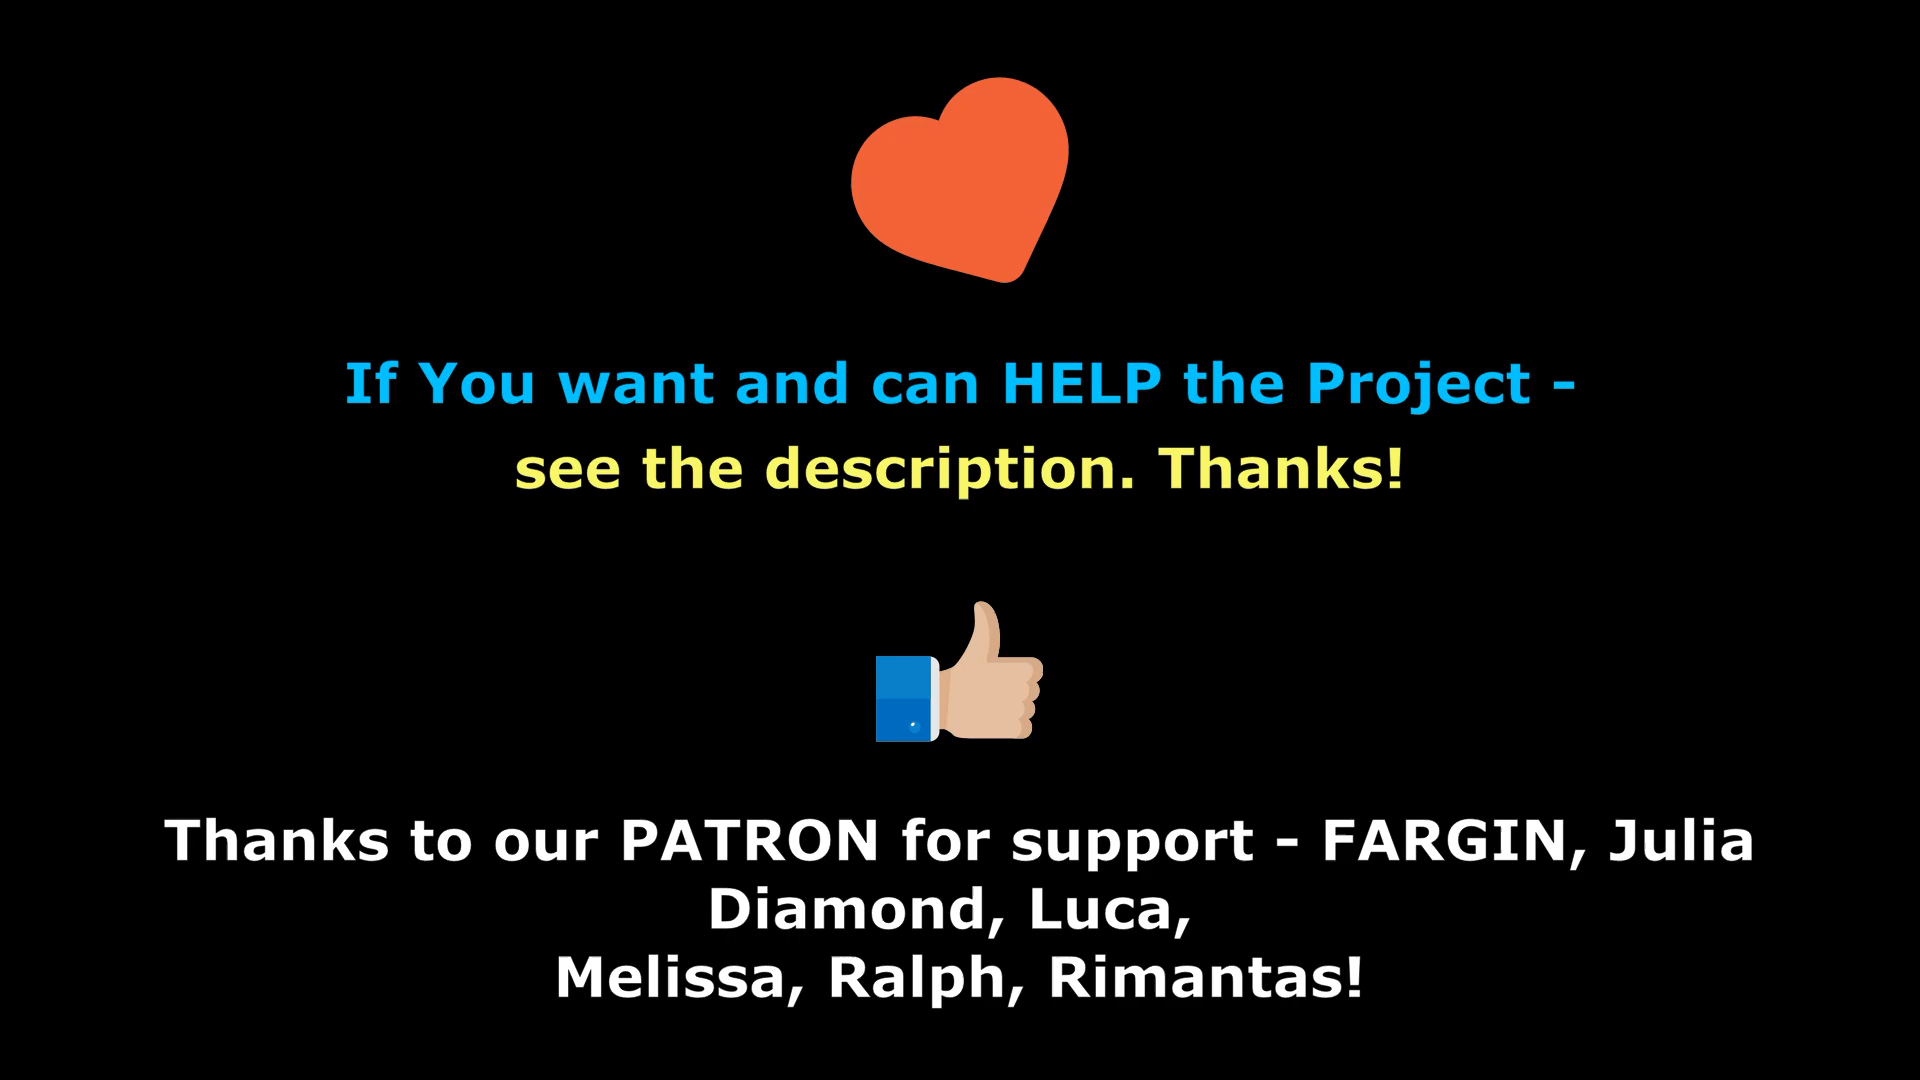 If You want and can HELP the Project -
see the description. Thanks!
Thanks to our PATRON for support - FARGIN, Julia
Diamond, Luca,
Melissa, Ralph, Rimantas!